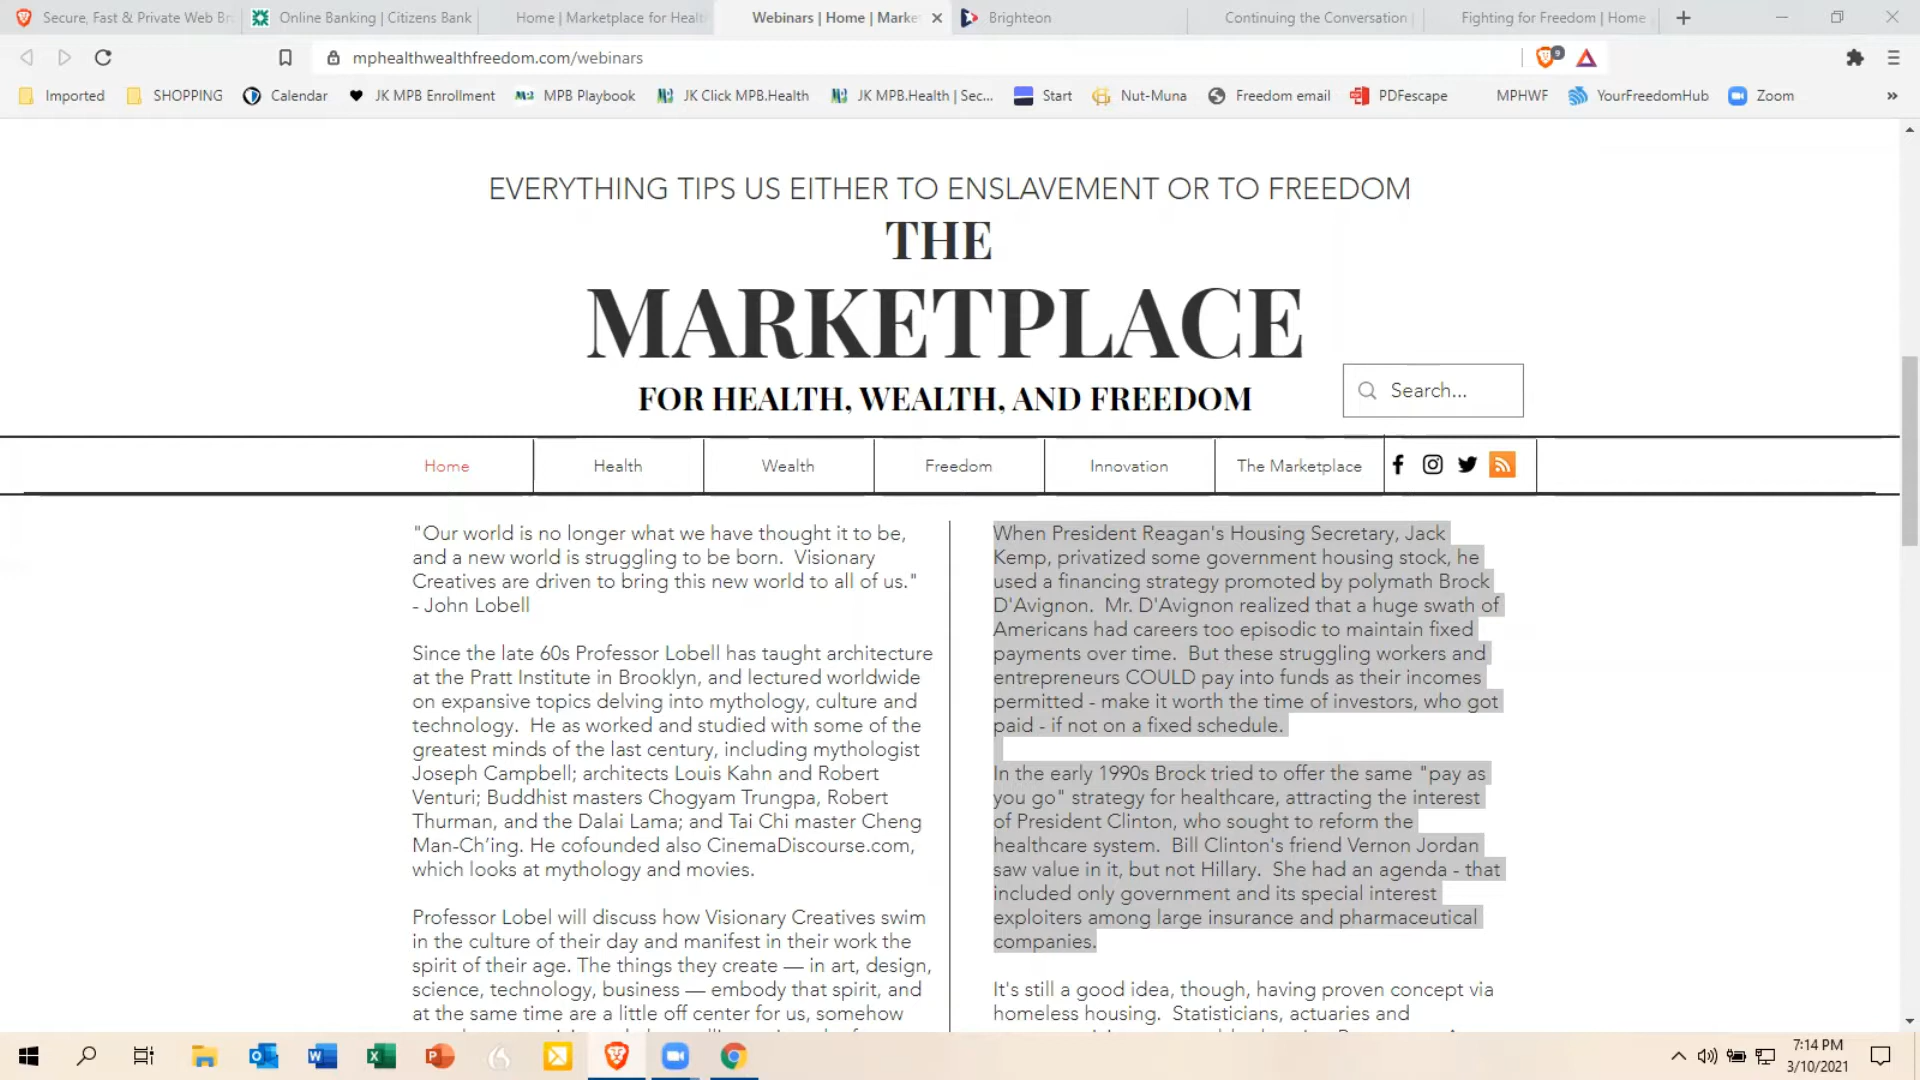 Secure, Fast & Private Web Br
Online Banking | Citizens Bank
Home | Marketplace for Healt
Webinars | Home | Marke
Brighteon
Continuing the Conversation |
Fighting for Freedom | Home
mphealthwealthfreedom.com/webinars
9
Imported
SHOPPING
Calendar
JK MPB Enrollment
MPB Playbook
JK Click MPB.Health
JK MPB.Health | Sec...
Start
Nut-Muna
Freedom email
PDFescape
MPHWF
YourFreedomHub
Zoom
»
EVERYTHING TIPS US EITHER TO ENSLAVEMENT OR TO FREEDOM
THE
MARKETPLACE
FOR HEALTH, WEALTH, AND FREEDOM
Search...
Home
Health
Wealth
Freedom
Innovation
The Marketplace
"Our world is no longer what we have thought it to be,
and a new world is struggling to be born.  Visionary
Creatives are driven to bring this new world to all of us."
- John Lobell
Since the late 60s Professor Lobell has taught architecture
at the Pratt Institute in Brooklyn, and lectured worldwide
on expansive topics delving into mythology, culture and
technology.  He as worked and studied with some of the
greatest minds of the last century, including mythologist
Joseph Campbell; architects Louis Kahn and Robert
Venturi; Buddhist masters Chogyam Trungpa, Robert
Thurman, and the Dalai Lama; and Tai Chi master Cheng
Man-Ch’ing. He cofounded also CinemaDiscourse.com,
which looks at mythology and movies.
Professor Lobel will discuss how Visionary Creatives swim
in the culture of their day and manifest in their work the
spirit of their age. The things they create — in art, design,
science, technology, business — embody that spirit, and
at the same time are a little off center for us, somehow
When President Reagan's Housing Secretary, Jack
Kemp, privatized some government housing stock, he
used a financing strategy promoted by polymath Brock
D'Avignon.  Mr. D'Avignon realized that a huge swath of
Americans had careers too episodic to maintain fixed
payments over time.  But these struggling workers and
entrepreneurs COULD pay into funds as their incomes
permitted - make it worth the time of investors, who got
paid - if not on a fixed schedule.
In the early 1990s Brock tried to offer the same "pay as
you go" strategy for healthcare, attracting the interest
of President Clinton, who sought to reform the
healthcare system.  Bill Clinton's friend Vernon Jordan
saw value in it, but not Hillary.  She had an agenda - that
included only government and its special interest
exploiters among large insurance and pharmaceutical
companies.
It's still a good idea, though, having proven concept via
homeless housing.  Statisticians, actuaries and
7:14 PM
3/10/2021